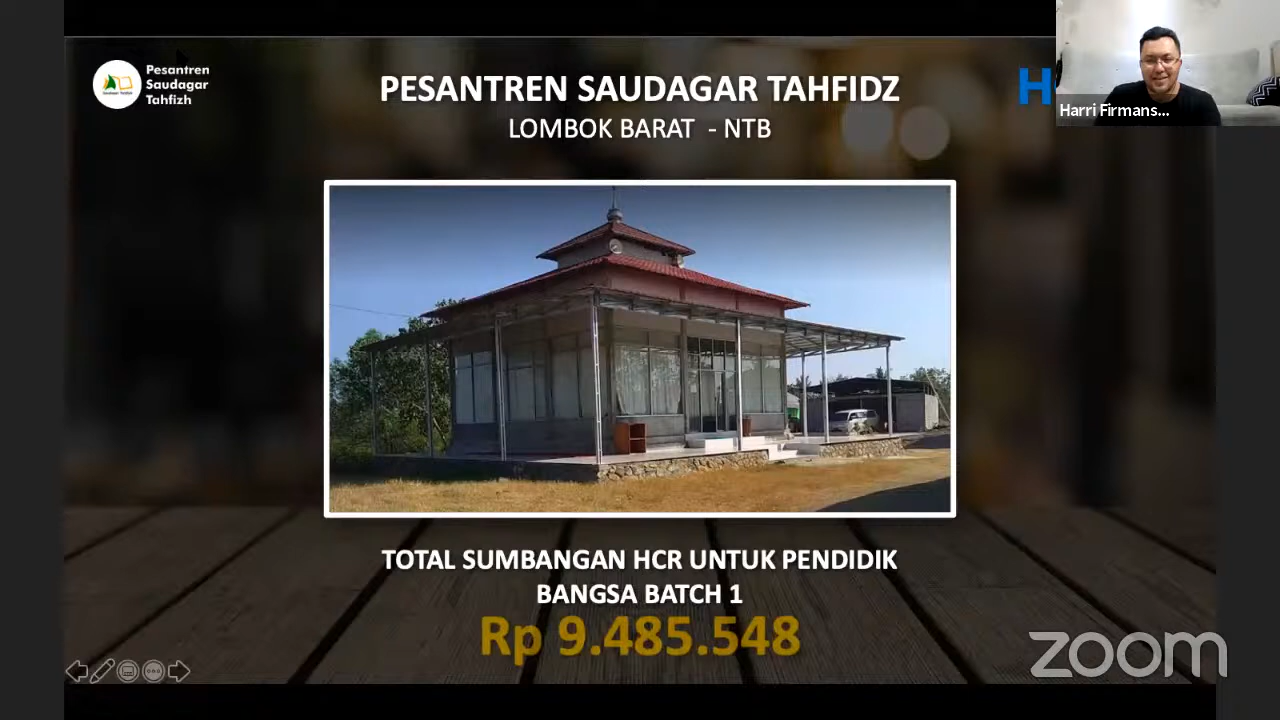 Pesantren
Saudagar
Tahfizh
PESANTREN SAUDAGAR TAHFIDZ
LOMBOK BARAT - NTB
H
Harri Firmans...
TOTAL SUMBANGAN HCR UNTUK PENDIDIK
BANGSA BATCH 1
Rp 9.485.548
zoom